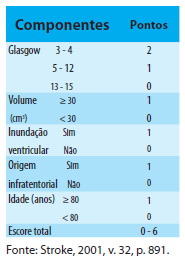 Componentes Pontos
Glasgow 3 - 4 2
5 - 12 1
13 - 15 0
Volume ≥ 30 1
(cm³) < 30 0
Inundação Sim 1
ventricular Não 0
Origem Sim 1
infratentorial Não 0
Idade (anos) ≥ 80 1
< 80 0
Escore total 0 - 6
Fonte: Stroke, 2001, v. 32, p. 891.